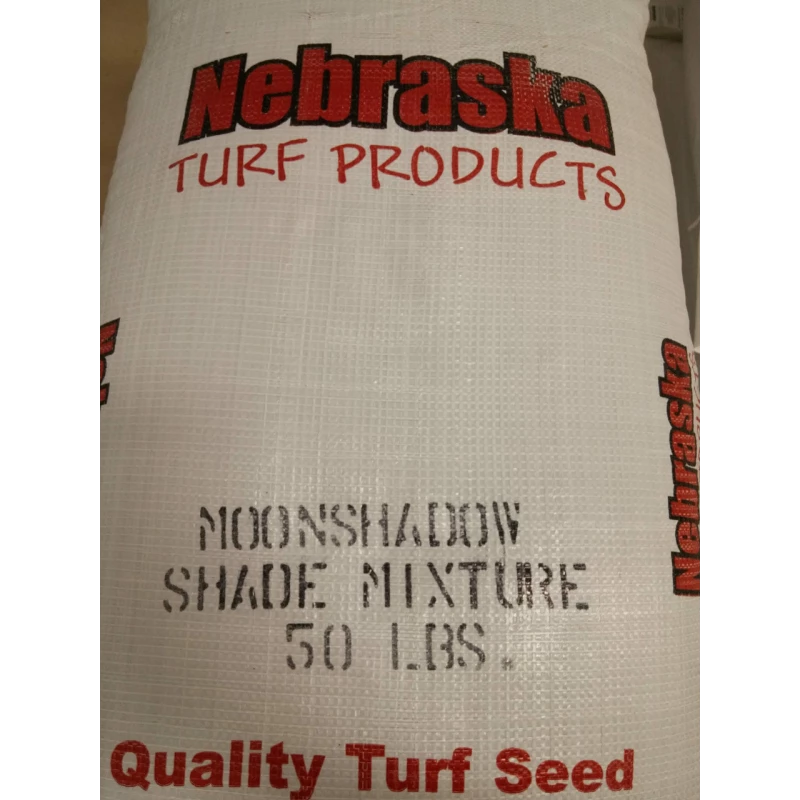 Nebraska
TURF PRODUCTS
Nebraska
MOONSHADOW
SHADE MIXTURE
50 LBS.
Quality Turf Seed